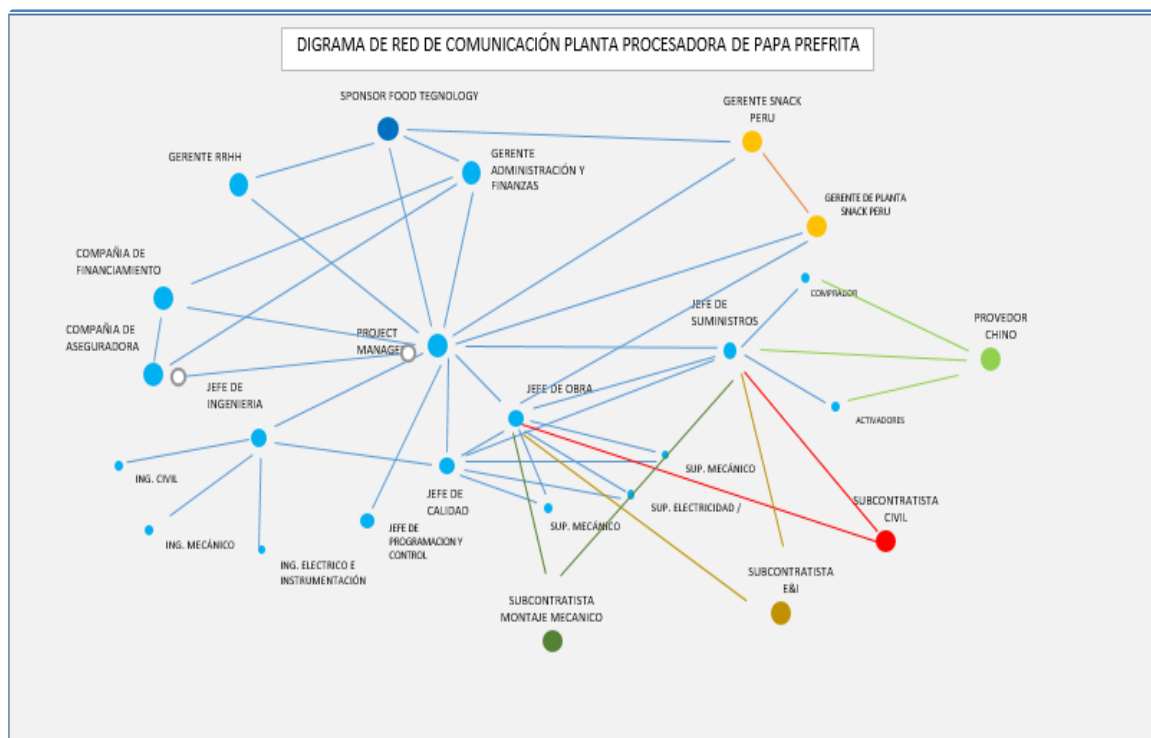 DIGRAMA DE RED DE COMUNICACIÓN PLANTA PROCESADORA DE PAPA PREFRITA
SPONSOR FOOD TEGNOLOGY
GERENTE SNACK
PERU
GERENTE RRHH
GERENTE
ADMINISTRACIÓN Y
FINANZAS
GERENTE DE PLANTA
SNACK PERU
COMPAÑIA DE
FINANCIAMIENTO
COMPRADOR
JEFE DE
SUMINISTROS
PROVEDOR
CHINO
COMPAÑIA DE
ASEGURADORA
PROJECT
MANAGE
JEFE DE
INGENIERIA
JEFE DE OBRA
ACTIVADORES
ING. CIVIL
SUP. MECÁNICO
JEFE DE
CALIDAD
SUP. ELECTRICIDAD /
SUBCONTRATISTA
CIVIL
ING. MECÁNICO
JEFE DE
PROGRAMACION Y
CONTROL
SUP. MECÁNICO
ING. ELECTRICO E
INSTRUMENTACIÓN
SUBCONTRATISTA
E&I
SUBCONTRATISTA
MONTAJE MECANICO